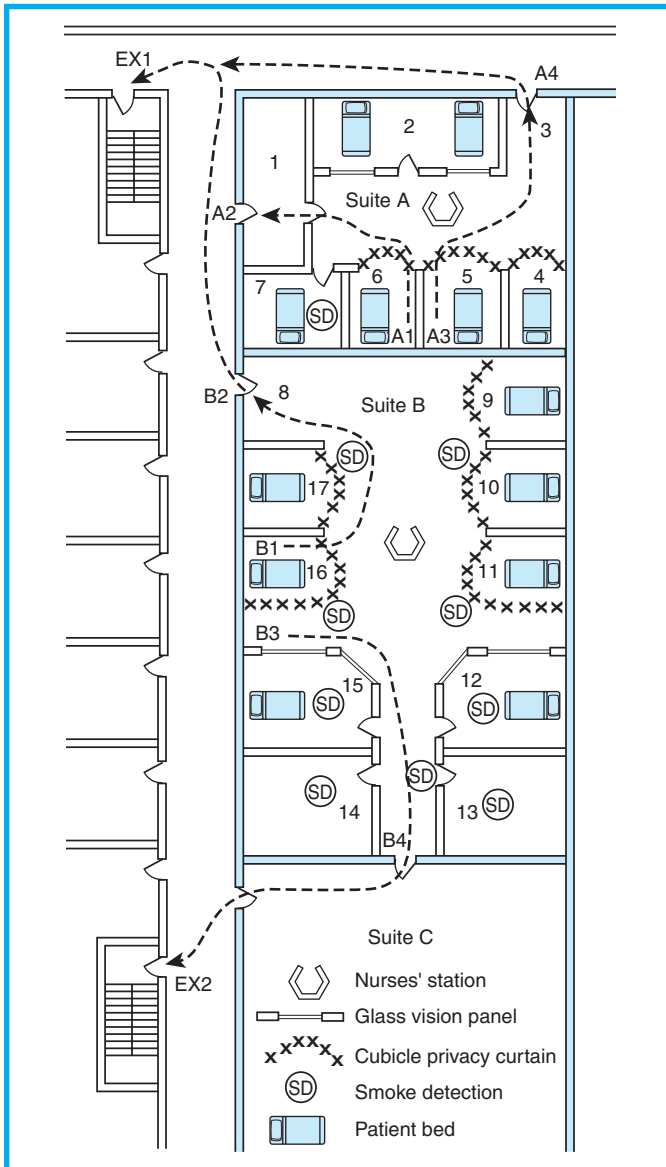 EX1
A4
2
3
1
Suite A
A2
7
6
5
4
SD
A1
A3
B2
8
Suite B
9
SD
SD
17
10
B1
16
11
SD
SD
B3
15
12
SD
SD
SD
SD
SD
14
13
B4
EX2
Suite C
Nurses' station
Glass vision panel
Cubicle privacy curtain
SD
Smoke detection
Patient bed